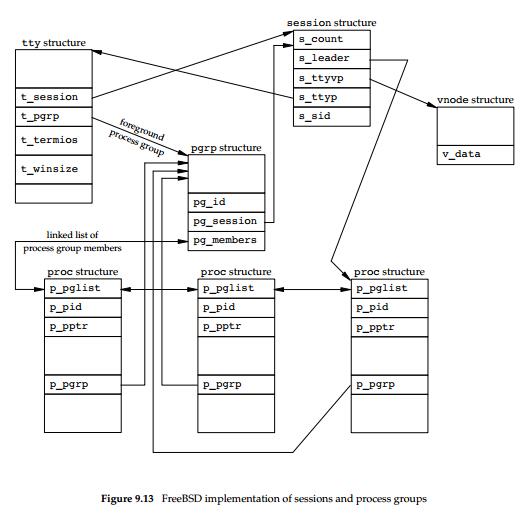 session structure
s_count
s_leader
s_ttyvp
s_ttyp
s_sid
tty structure
t_session
t_pgrp
t_termios
t_winsize
vnode structure
v_data
foreground
process group
pgrp structure
pg_id
pg_session
pg_members
linked list of
process group members
proc structure
p_pglist
p_pid
p_pptr
p_pgrp
proc structure
p_pglist
p_pid
p_pptr
p_pgrp
proc structure
p_pglist
p_pid
p_pptr
p_pgrp
Figure 9.13 FreeBSD implementation of sessions and process groups